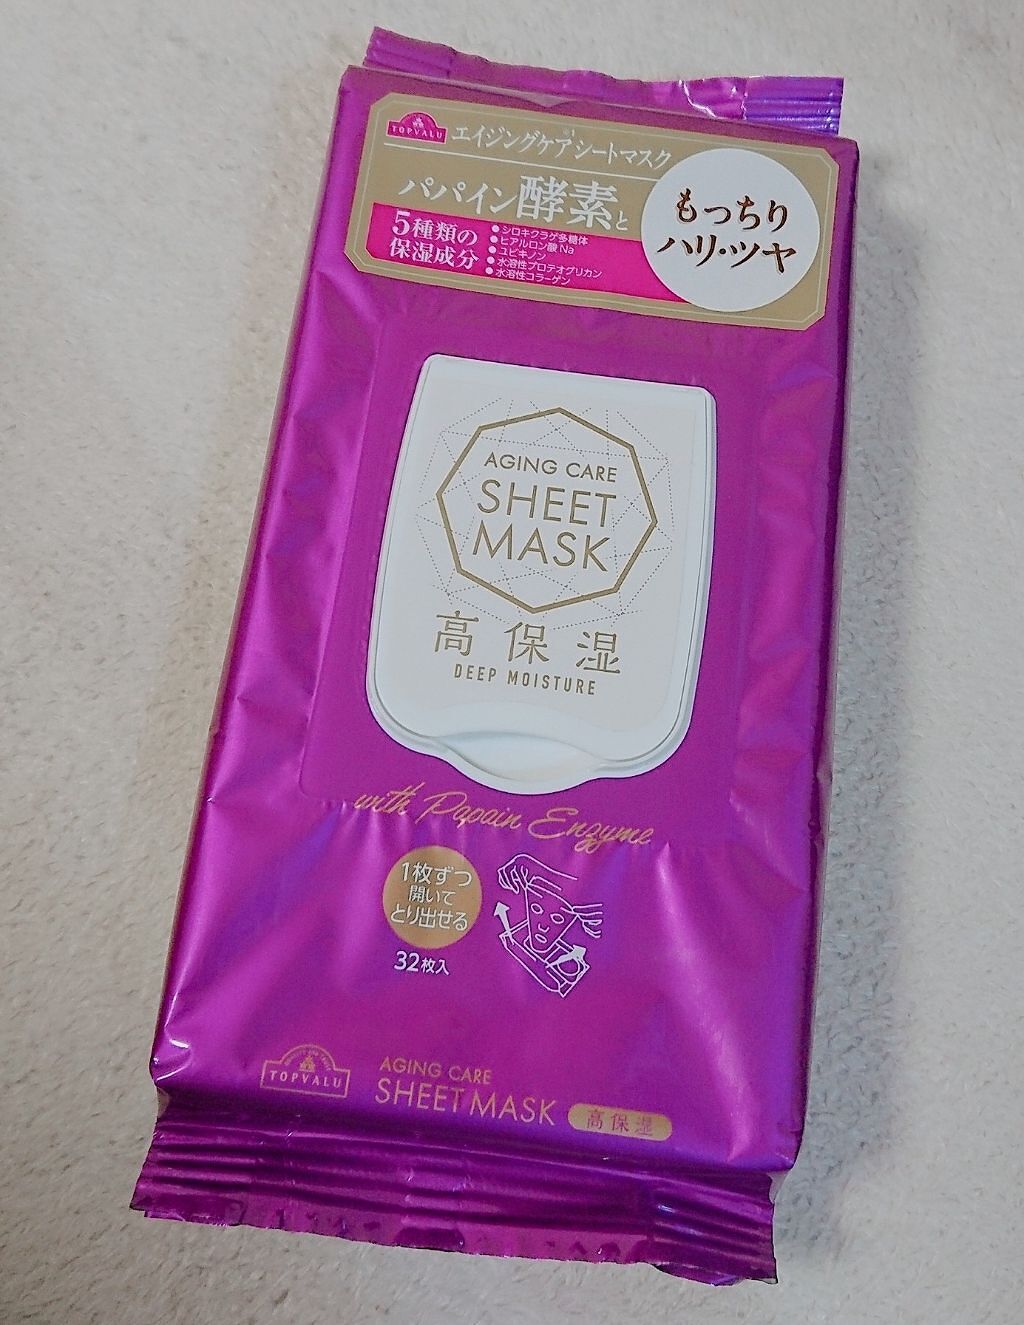 TOPVALU
エイジングケア※1シートマスク
パパイン酵素と
5種類の
保湿成分
●シロキクラゲ多糖体
●ヒアルロン酸Na
●ユビキノン
●水溶性プロテオグリカン
●水溶性コラーゲン
もっちり
ハリ・ツヤ
AGING CARE
SHEET
MASK
高保湿
DEEP MOISTURE
with Papain Enzyme
1枚ずつ
開いて
とり出せる
32枚入
TOPVALU
AGING CARE
SHEET MASK 高保湿